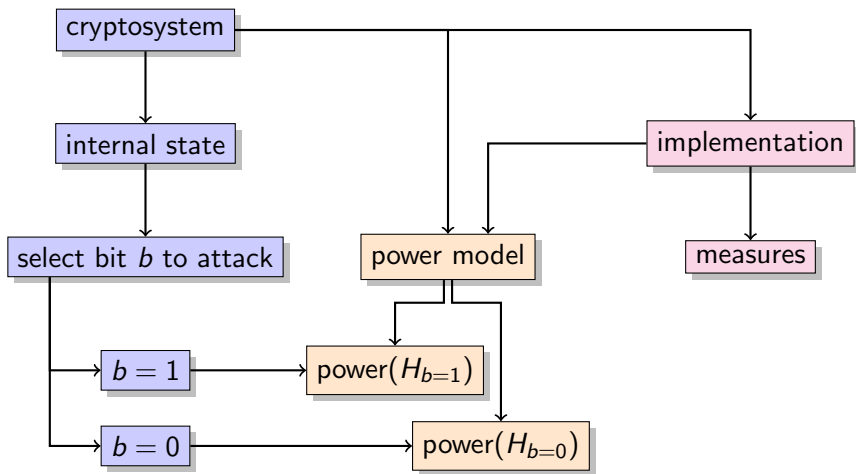 cryptosystem
internal state
implementation
select bit b to attack
power model
measures
b = 1
power(H_{b=1})
b = 0
power(H_{b=0})